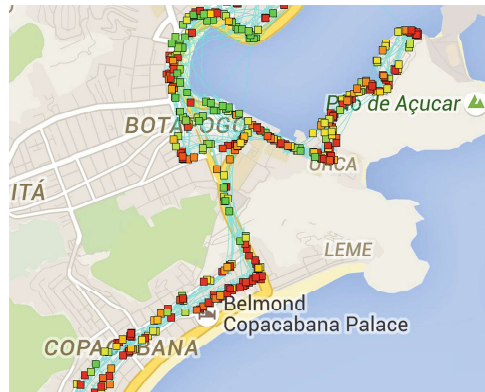 Pão de Açucar
BOTAFOGO
URCA
ITÁ
LEME
Belmond
Copacabana Palace
COPACABANA